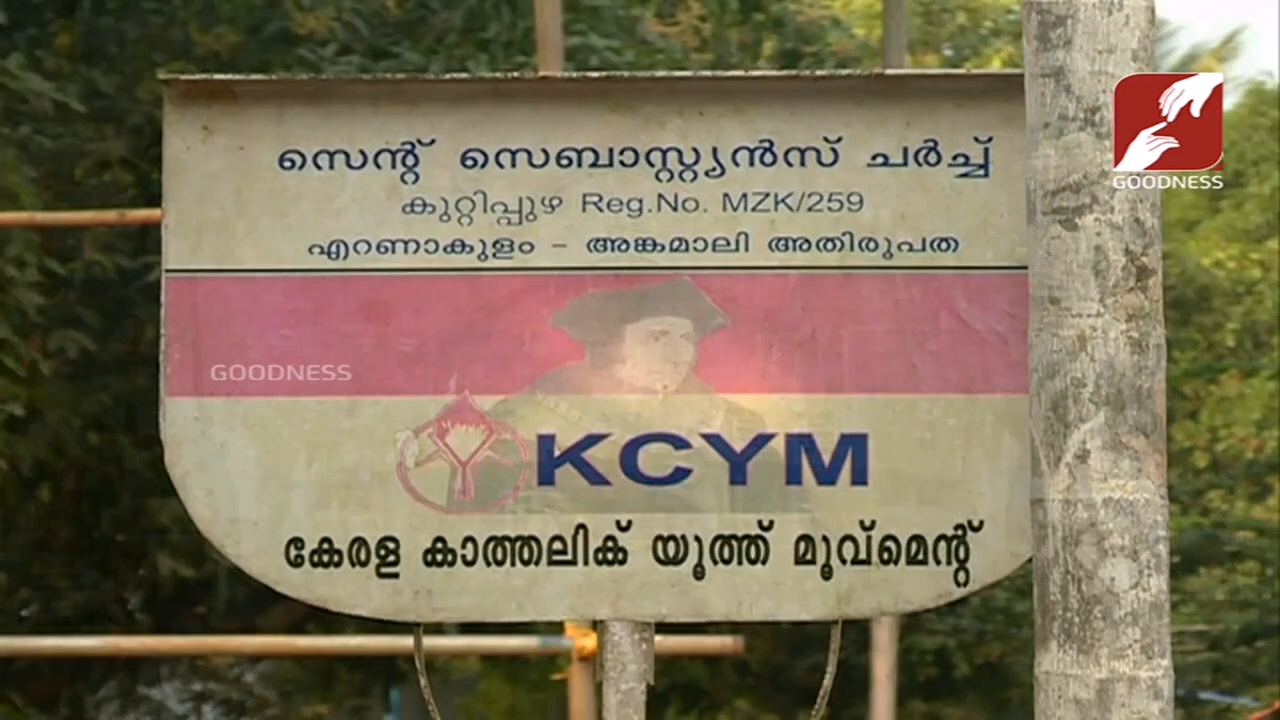 സെന്റ് സെബാസ്റ്റ്യൻസ് ചർച്ച്
കുറ്റിപ്പുഴ Reg.No. MZK/259
എറണാകുളം – അങ്കമാലി അതിരുപത
GOODNESS
GOODNESS
KCYM
കേരള കാത്തലിക് യൂത്ത് മൂവ്മെന്റ്